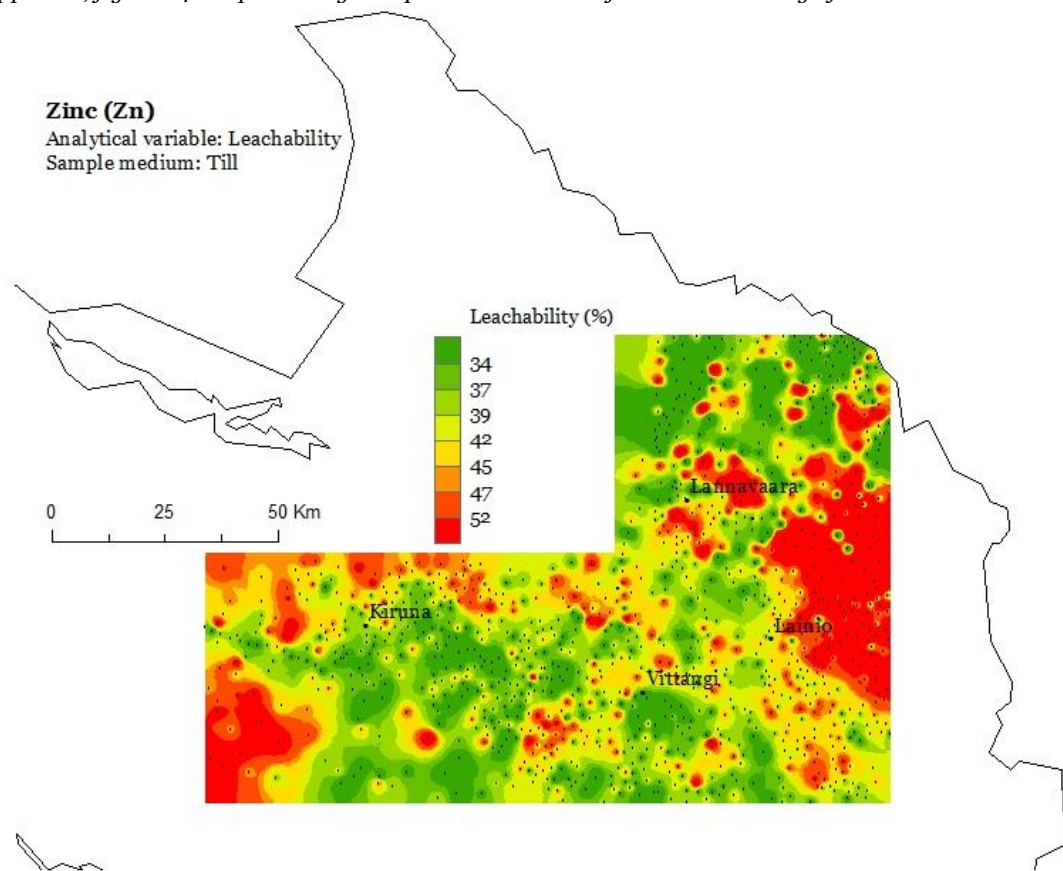 Zinc (Zn)
Analytical variable: Leachability
Sample medium: Till
Leachability (%)
34
37
39
42
45
47
52
0 25 50 Km
Lannavaara
Kiruna
Lainio
Vittangi